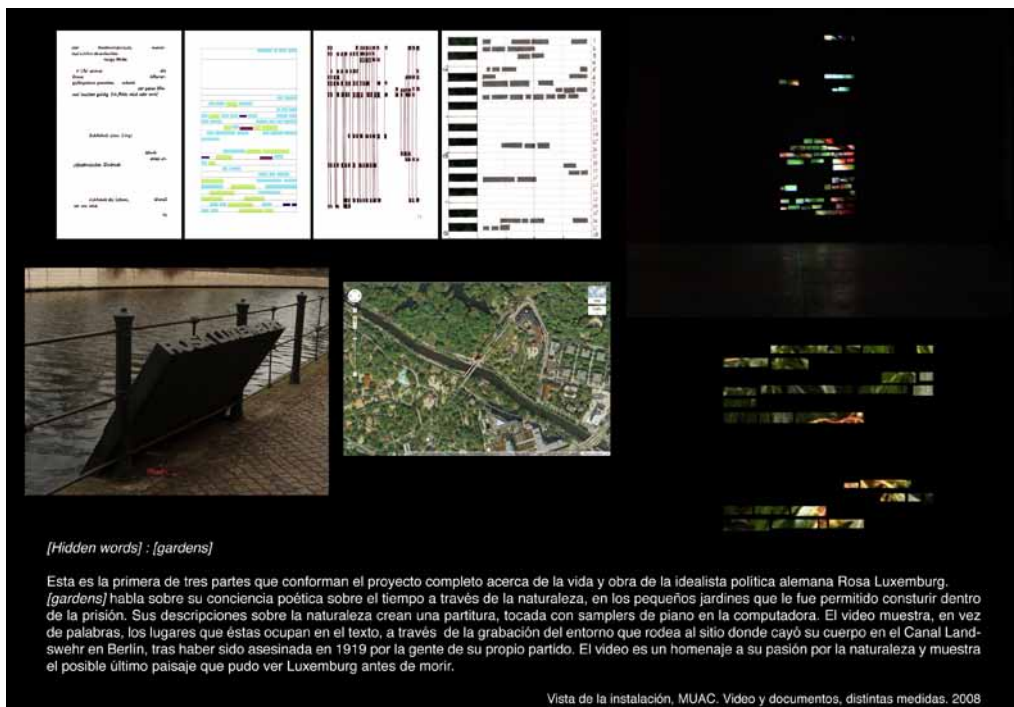 [Hidden words] : [gardens]
Esta es la primera de tres partes que conforman el proyecto completo acerca de la vida y obra de la idealista política alemana Rosa Luxemburg.
[gardens] habla sobre su conciencia poética sobre el tiempo a través de la naturaleza, en los pequeños jardines que le fue permitido consturir dentro
de la prisión. Sus descripciones sobre la naturaleza crean una partitura, tocada con samplers de piano en la computadora. El video muestra, en vez
de palabras, los lugares que éstas ocupan en el texto, a través de la grabación del entorno que rodea al sitio donde cayó su cuerpo en el Canal Land-
swehr en Berlín, tras haber sido asesinada en 1919 por la gente de su propio partido. El video es un homenaje a su pasión por la naturaleza y muestra
el posible último paisaje que pudo ver Luxemburg antes de morir.
Vista de la instalación, MUAC. Video y documentos, distintas medidas. 2008